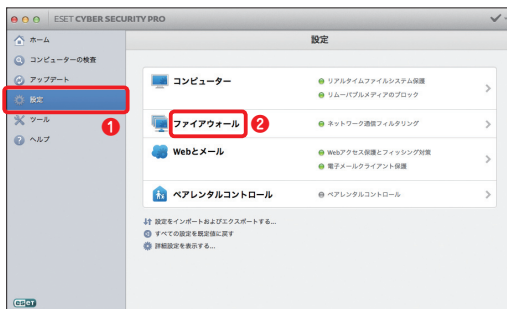 ESET CYBER SECURITY PRO
ホーム
コンピューターの検査
アップデート
設定
ツール
ヘルプ
❶
設定
コンピューター
リアルタイムファイルシステム保護
リムーバブルメディアのブロック
ファイアウォール
❷
ネットワーク通信フィルタリング
Webとメール
Webアクセス保護とフィッシング対策
電子メールクライアント保護
ペアレンタルコントロール
ペアレンタルコントロール
設定をインポートおよびエクスポートする...
すべての設定を既定値に戻す
詳細設定を表示する...
eseT